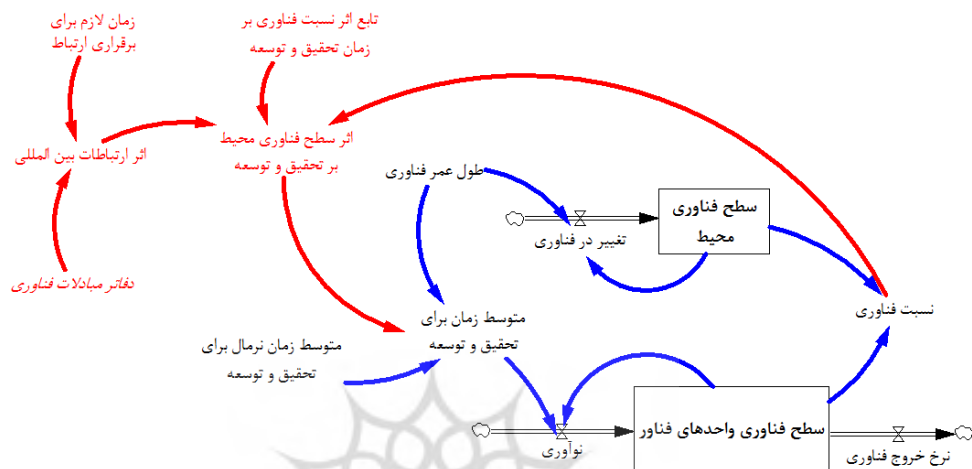 زمان لازم برای
برقراری ارتباط
تابع اثر نسبت فناوری بر
زمان تحقیق و توسعه
اثر ارتباطات بین المللی
اثر سطح فناوری محیط
بر تحقیق و توسعه
طول عمر فناوری
سطح فناوری
محیط
تغییر در فناوری
دفاتر مبادلات فناوری
نسبت فناوری
متوسط زمان برای
تحقیق و توسعه
متوسط زمان نرمال برای
تحقیق و توسعه
سطح فناوری واحدهای فناور
نوآوری
نرخ خروج فناوری